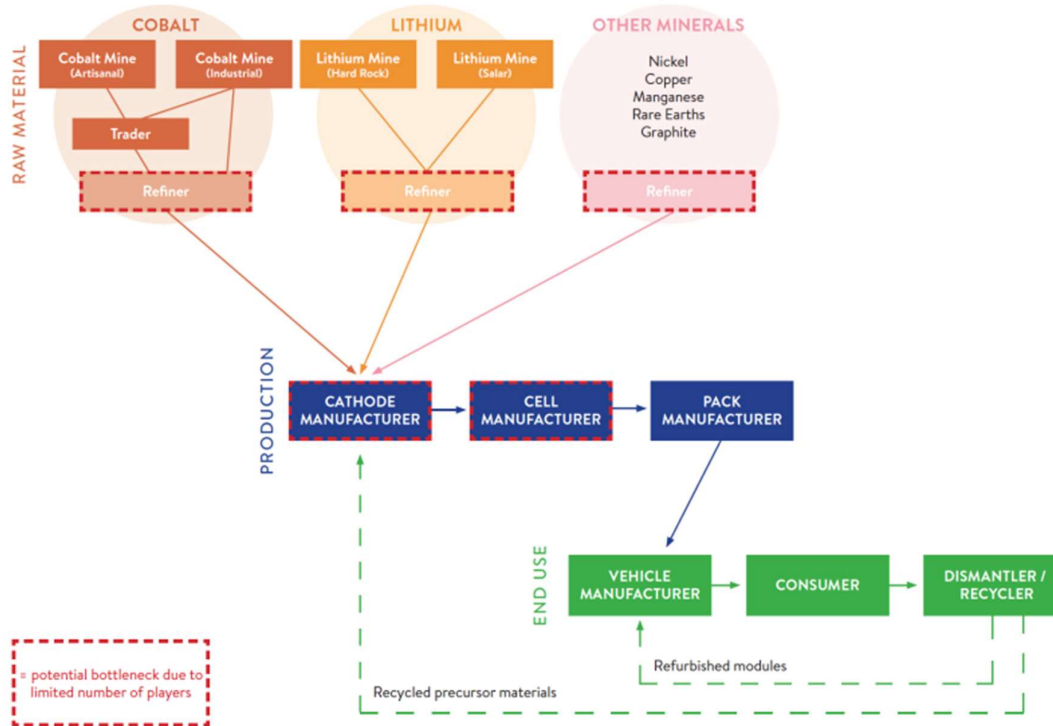 COBALT
LITHIUM
OTHER MINERALS
RAW MATERIAL
Cobalt Mine
(Artisanal)
Cobalt Mine
(Industrial)
Trader
Refiner
Lithium Mine
(Hard Rock)
Lithium Mine
(Salar)
Refiner
Nickel
Copper
Manganese
Rare Earths
Graphite
Refiner
PRODUCTION
CATHODE
MANUFACTURER
CELL
MANUFACTURER
PACK
MANUFACTURER
END USE
VEHICLE
MANUFACTURER
CONSUMER
DISMANTLER /
RECYCLER
Refurbished modules
Recycled precursor materials
= potential bottleneck due to
limited number of players